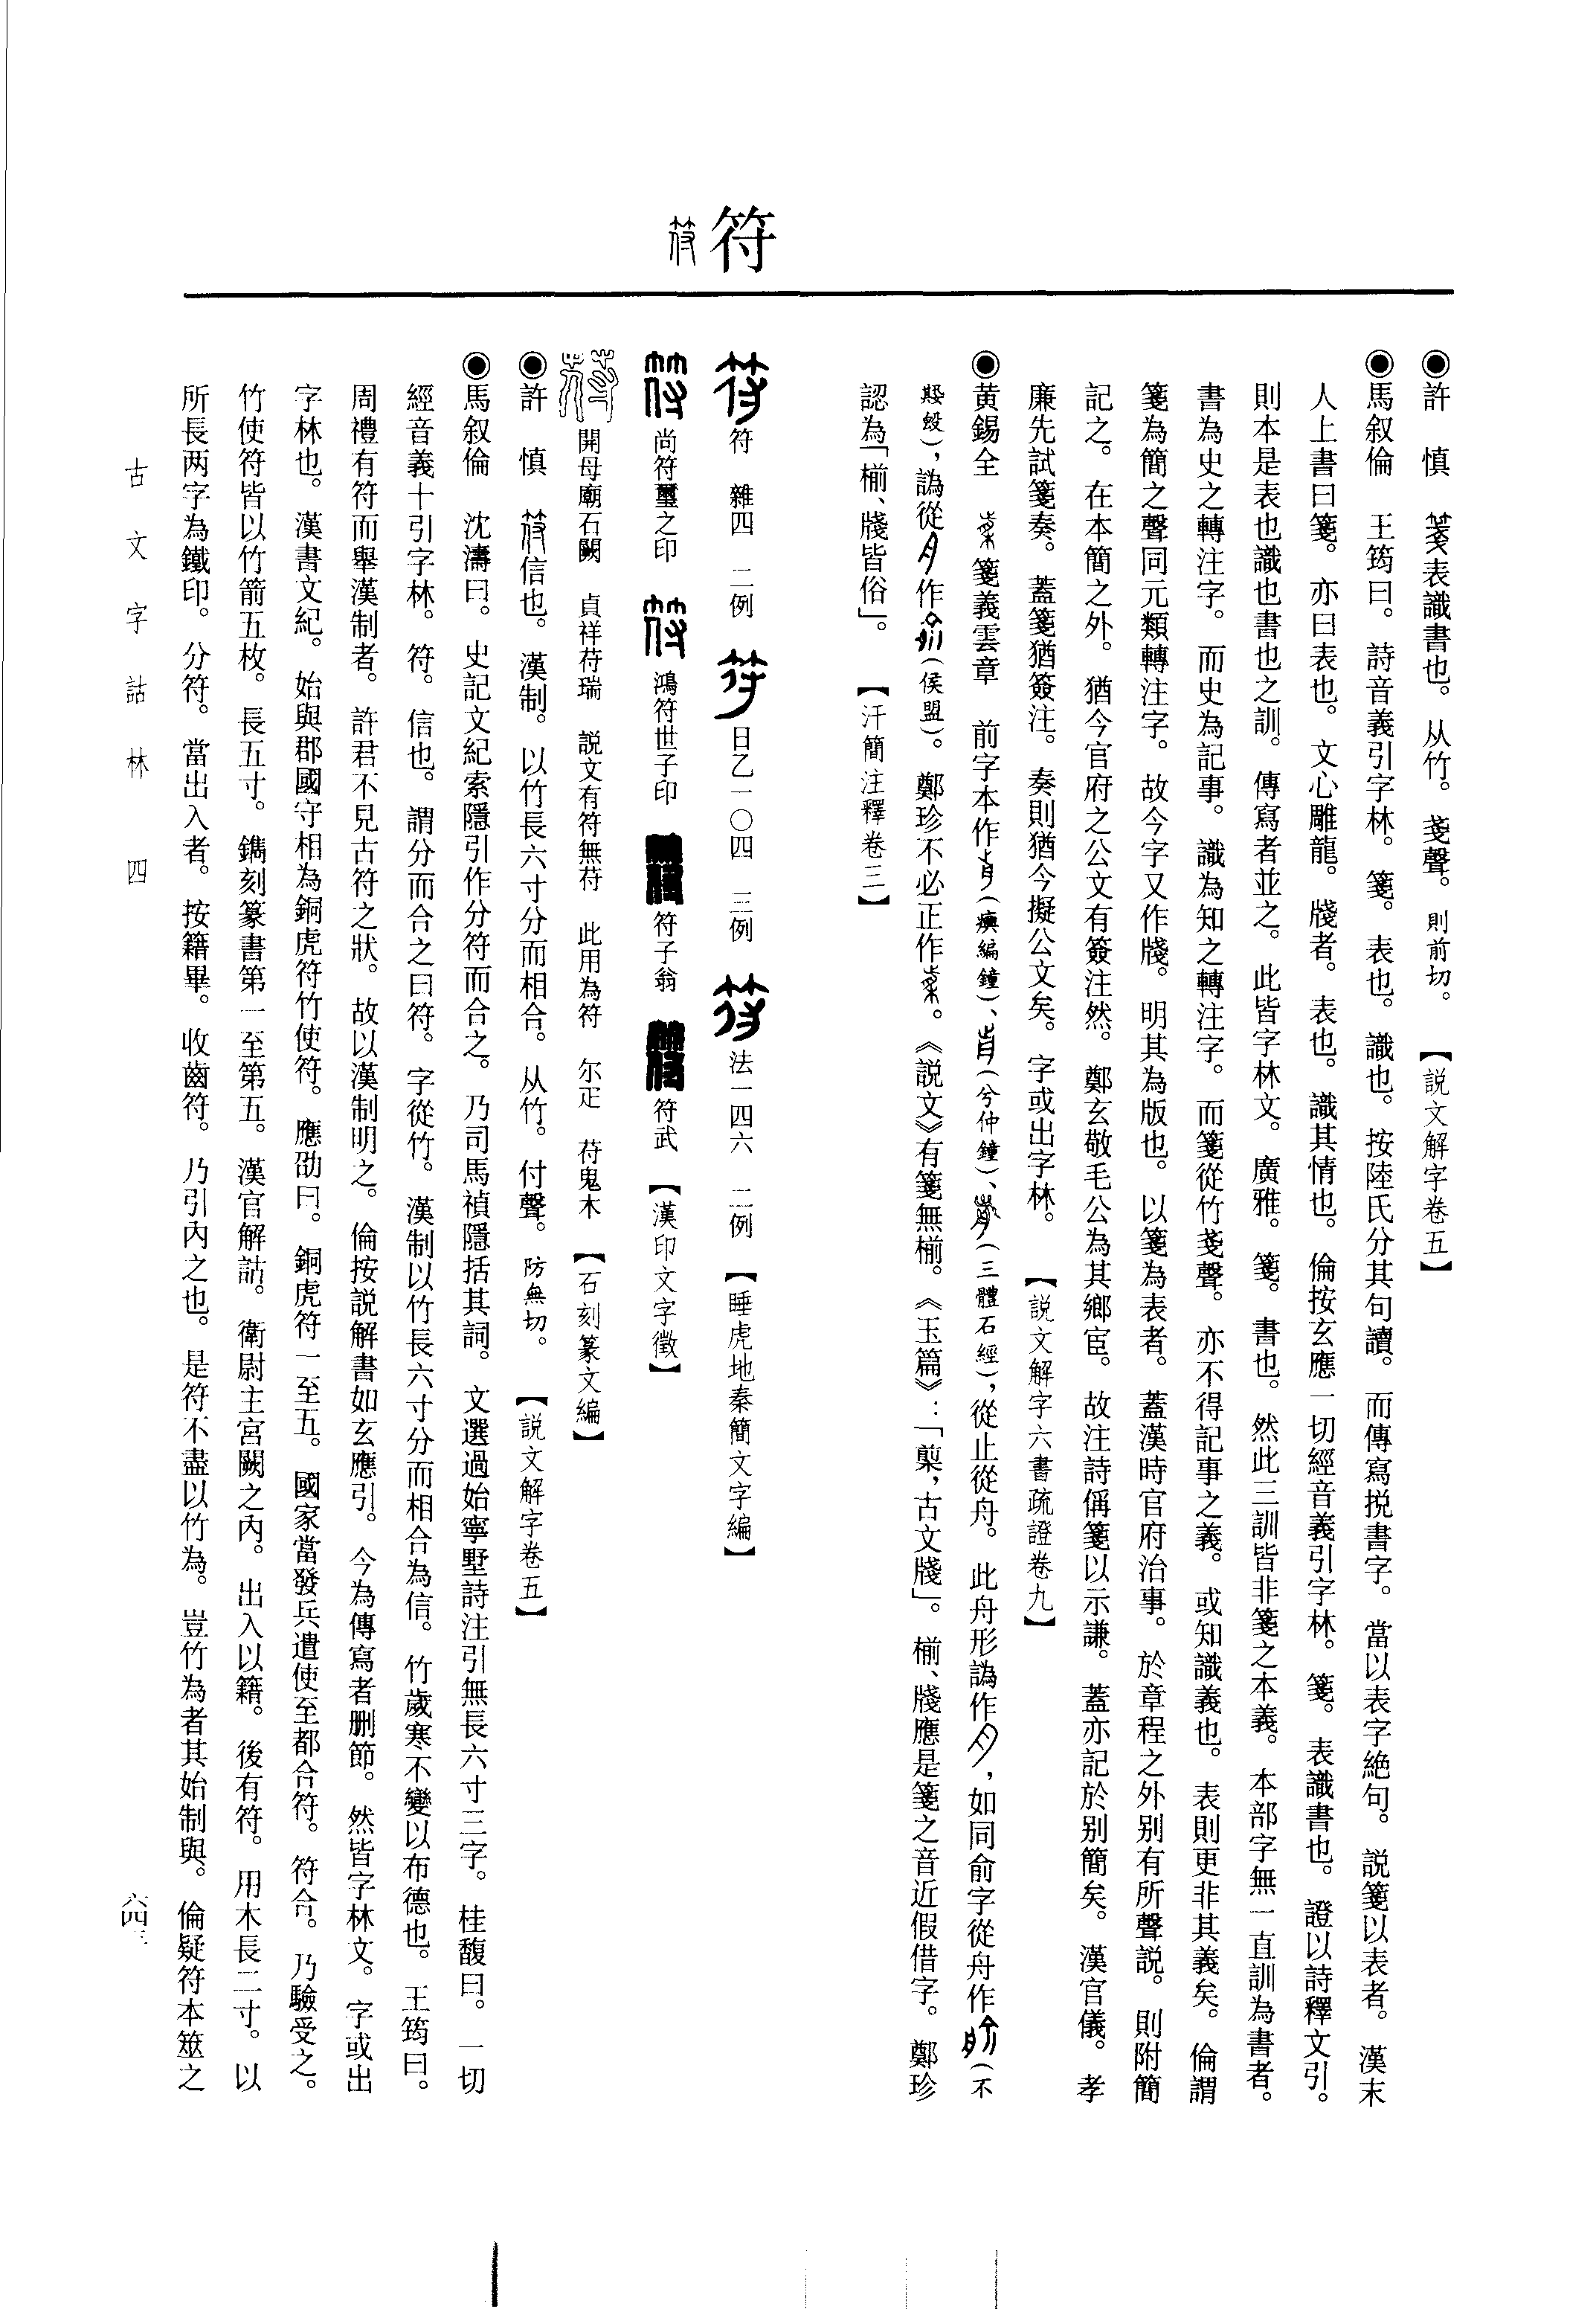 符
◉許　慎　箋表識書也。从竹。戔聲。則前切。【説文解字卷五】
◉馬叙倫　王筠曰。詩音義引字林。箋。表也。識也。按陸氏分其句讀。而傳寫挩書字。當以表字絶句。説箋以表者。漢末
人上書曰箋。亦曰表也。文心雕龍。牋者。表也。識其情也。倫按玄應一切經音義引字林。箋。表識書也。證以詩釋文引。
則本是表也識也書也之訓。傳寫者並之。此皆字林文。廣雅。箋。書也。然此三訓皆非箋之本義。本部字無一直訓為書者。
書為史之轉注字。而史為記事。識為知之轉注字。而箋從竹戔聲。亦不得記事之義。或知識義也。表則更非其義矣。倫謂
箋為簡之聲同元類轉注字。故今字又作牋。明其為版也。以箋為表者。蓋漢時官府治事。於章程之外别有所聲説。則附簡
記之。在本簡之外。猶今官府之公文有簽注然。鄭玄敬毛公為其鄉宦。故注詩偁箋以示謙。蓋亦記於别簡矣。漢官儀。孝
廉先試箋奏。蓋箋猶簽注。奏則猶今擬公文矣。字或出字林。【説文解字六書疏證卷九】
◉黄錫全　箋義雲章　前字本作（㾓編鐘）、（兮仲鐘）、（三體石經），從止從舟。此舟形譌作，如同俞字從舟作（不
𡢁𣪘），譌從作（侯盟）。鄭珍不必正作。《説文》有箋無椾。《玉篇》：「㮍，古文牋」。椾、牋應是箋之音近假借字。鄭珍
認為「椾、牋皆俗」。【汗簡注釋卷三】
符　雜四　二例　日乙一〇四　三例　法一四六　二例　【睡虎地秦簡文字編】
尚符璽之印　鴻符世子印　符子翁　符武　【漢印文字徵】
開母廟石闕　貞祥苻瑞　説文有符無苻　此用為符　尔疋　苻鬼木　【石刻篆文編】
◉許　慎　符信也。漢制。以竹長六寸分而相合。从竹。付聲。防無切。【説文解字卷五】
◉馬叙倫　沈濤曰。史記文紀索隱引作分符而合之。乃司馬禎隱括其詞。文選過始寧墅詩注引無長六寸三字。桂馥曰。一切
經音義十引字林。符。信也。謂分而合之曰符。字從竹。漢制以竹長六寸分而相合為信。竹歲寒不變以布德也。王筠曰。
周禮有符而舉漢制者。許君不見古符之狀。故以漢制明之。倫按説解書如玄應引。今為傳寫者删節。然皆字林文。字或出
字林也。漢書文紀。始與郡國守相為銅虎符竹使符。應劭曰。銅虎符一至五。國家當發兵遣使至都合符。符合。乃驗受之。
竹使符皆以竹箭五枚。長五寸。鐫刻篆書第一至第五。漢官解詁。衛尉主宮闕之內。出入以籍。後有符。用木長二寸。以
所長两字為鐵印。分符。當出入者。按籍畢。收齒符。乃引內之也。是符不盡以竹為。豈竹為者其始制與。倫疑符本筮之
古文字詁林　四
六四三